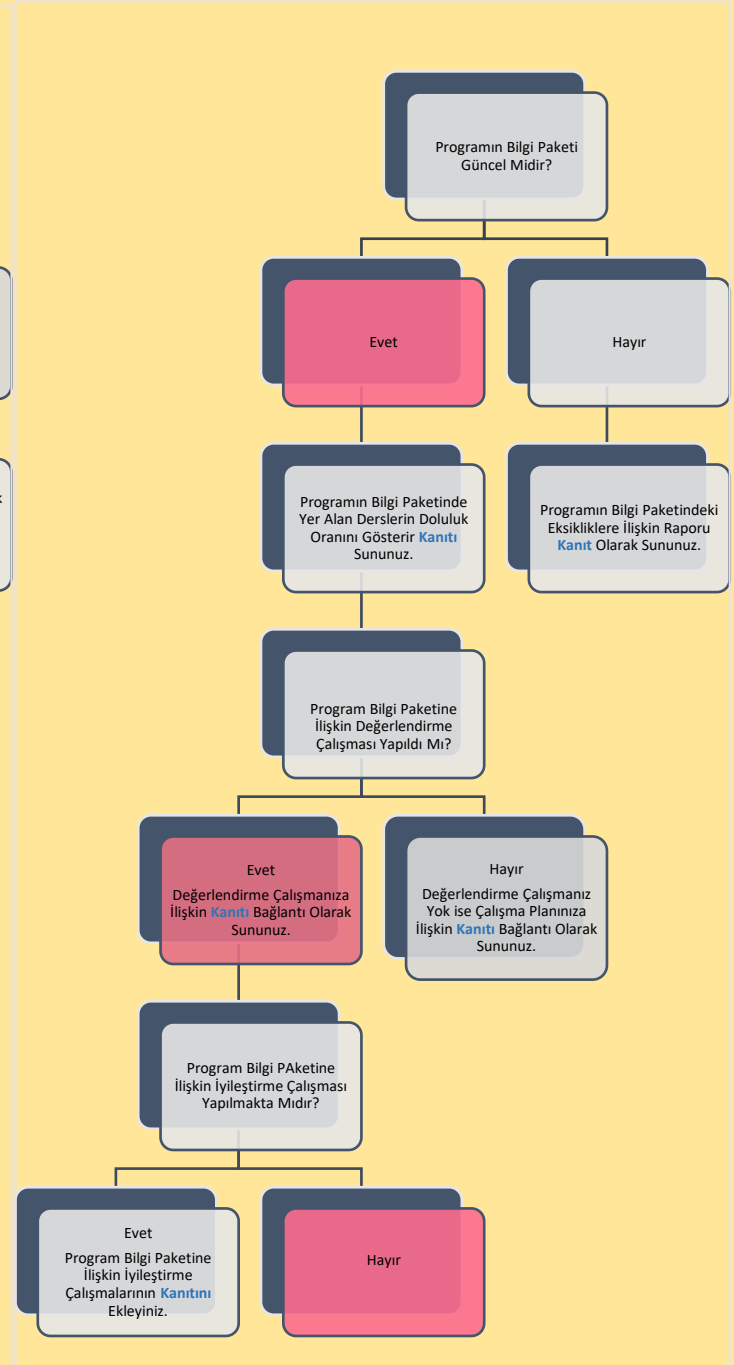 Programın Bilgi Paketi
Güncel Midir?
Evet
Hayır
Programın Bilgi Paketinde
Yer Alan Derslerin Doluluk
Oranını Gösterir Kanıtı
Sununuz.
Programın Bilgi Paketindeki
Eksikliklere İlişkin Raporu
Kanıt Olarak Sununuz.
Program Bilgi Paketine
İlişkin Değerlendirme
Çalışması Yapıldı Mı?
Evet
Değerlendirme Çalışmanıza
İlişkin Kanıtı Bağlantı Olarak
Sununuz.
Hayır
Değerlendirme Çalışmanız
Yok ise Çalışma Planınıza
İlişkin Kanıtı Bağlantı Olarak
Sununuz.
Program Bilgi PAketine
İlişkin İyileştirme Çalışması
Yapılmakta Mıdır?
Evet
Program Bilgi Paketine
İlişkin İyileştirme
Çalışmalarının Kanıtını
Ekleyiniz.
Hayır